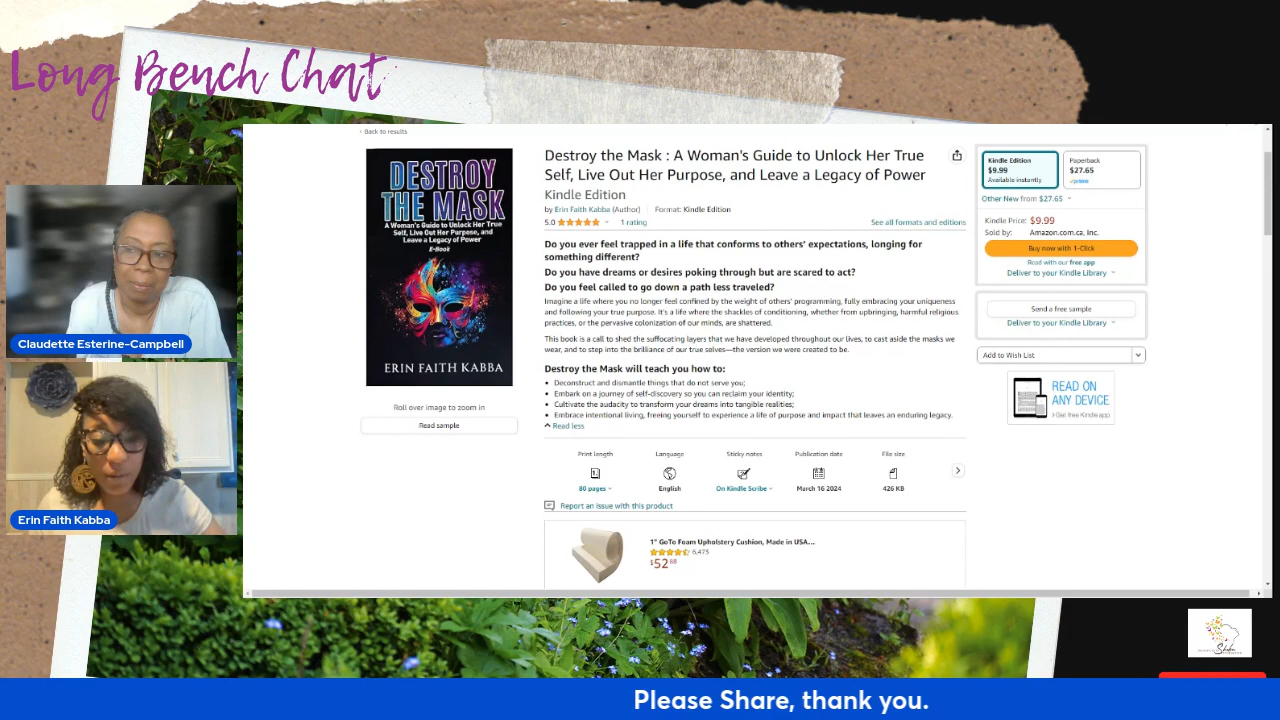 Long Bench Chat
‹ Back to results
DESTROY
THE MASK
A Woman's Guide to Unlock Her True
Self, Live Out Her Purpose, and
Leave a Legacy of Power
E-Book
ERIN FAITH KABBA
Roll over image to zoom in
Read sample
Destroy the Mask : A Woman's Guide to Unlock Her True
Self, Live Out Her Purpose, and Leave a Legacy of Power
Kindle Edition
by Erin Faith Kabba (Author) Format: Kindle Edition
5.0 1 rating See all formats and editions
Do you ever feel trapped in a life that conforms to others' expectations, longing for
something different?
Do you have dreams or desires poking through but are scared to act?
Do you feel called to go down a path less traveled?
Imagine a life where you no longer feel confined by the weight of others' programming, fully embracing your uniqueness
and following your true purpose. It's a life where the shackles of conditioning, whether from upbringing, harmful religious
practices, or the pervasive colonization of our minds, are shattered.
This book is a call to shed the suffocating layers that we have developed throughout our lives, to cast aside the masks we
wear, and to step into the brilliance of our true selves—the version we were created to be.
Destroy the Mask will teach you how to:
• Deconstruct and dismantle things that do not serve you;
• Embark on a journey of self-discovery so you can reclaim your identity;
• Cultivate the audacity to transform your dreams into tangible realities;
• Embrace intentional living, freeing yourself to experience a life of purpose and impact that leaves an enduring legacy.
Read less
Print length Language Sticky notes Publication date File size
80 pages English On Kindle Scribe March 16 2024 426 KB
Report an issue with this product
1" GoTo Foam Upholstery Cushion, Made in USA...
6,473
$52 88
Kindle Edition
$9.99
Available instantly
Paperback
$27.65
prime
Other New from $27.65
Kindle Price: $9.99
Sold by: Amazon.com.ca, Inc.
Buy now with 1-Click
Read with our free app
Deliver to your Kindle Library
Send a free sample
Deliver to your Kindle Library
Add to Wish List
READ ON
ANY DEVICE
› Get free Kindle app
Claudette Esterine-Campbell
Erin Faith Kabba
Please Share, thank you.